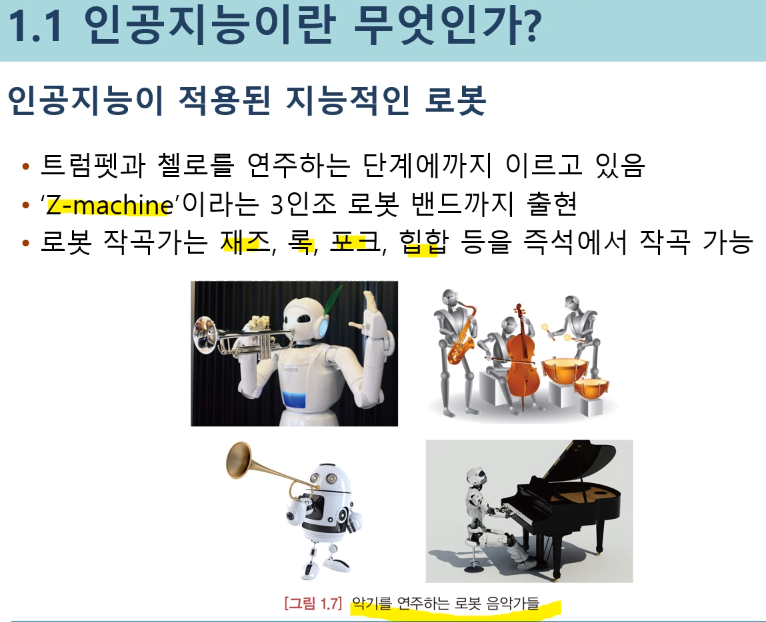 1.1 인공지능이란 무엇인가?
인공지능이 적용된 지능적인 로봇
• 트럼펫과 첼로를 연주하는 단계에까지 이르고 있음
• ‘Z-machine’이라는 3인조 로봇 밴드까지 출현
• 로봇 작곡가는 재즈, 록, 포크, 힙합 등을 즉석에서 작곡 가능
[그림 1.7] 악기를 연주하는 로봇 음악가들